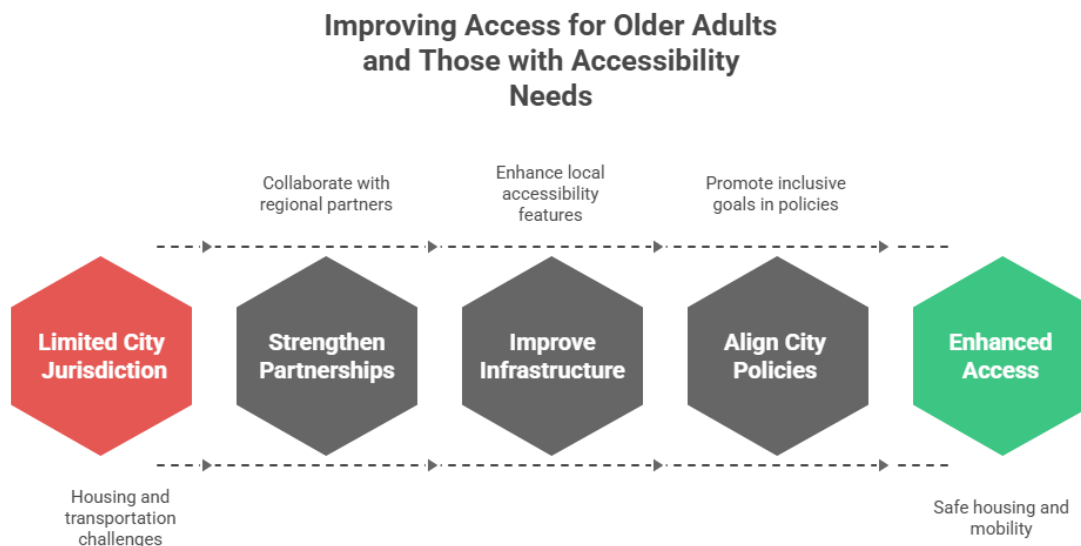 Improving Access for Older Adults
and Those with Accessibility
Needs
Collaborate with
regional partners
Enhance local
accessibility
features
Promote inclusive
goals in policies
Limited City
Jurisdiction
Strengthen
Partnerships
Improve
Infrastructure
Align City
Policies
Enhanced
Access
Housing and
transportation
challenges
Safe housing and
mobility